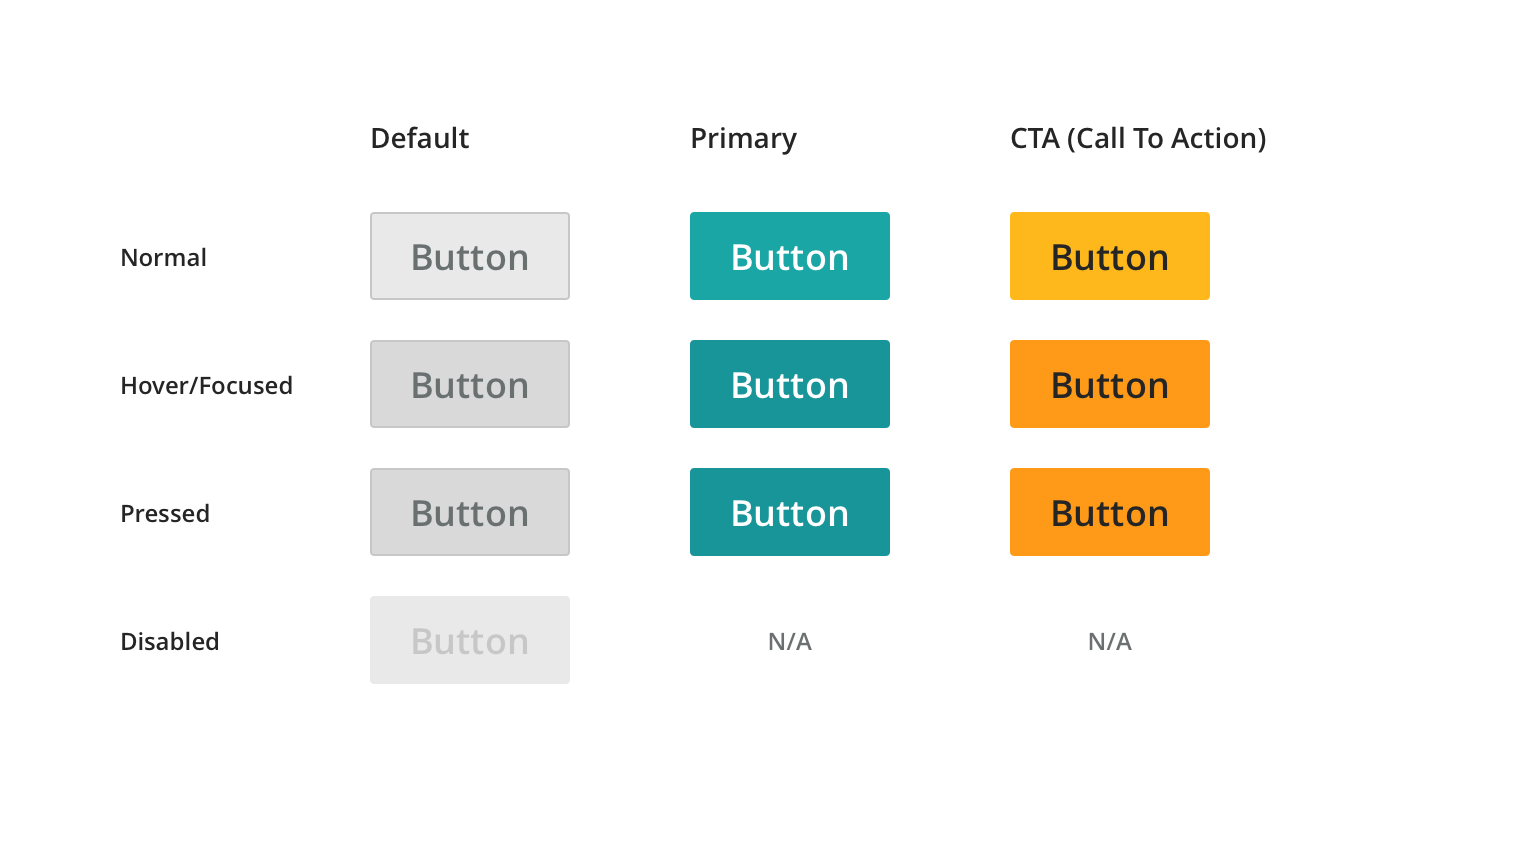 Default Primary CTA (Call To Action)
Normal Button Button Button
Hover/Focused Button Button Button
Pressed Button Button Button
Disabled Button N/A N/A